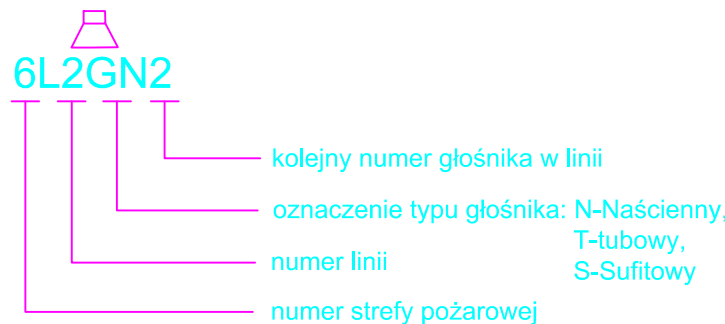 6L2GN2
kolejny numer głośnika w linii
oznaczenie typu głośnika: N-Naścienny,
T-tubowy,
numer linii
S-Sufitowy
numer strefy pożarowej